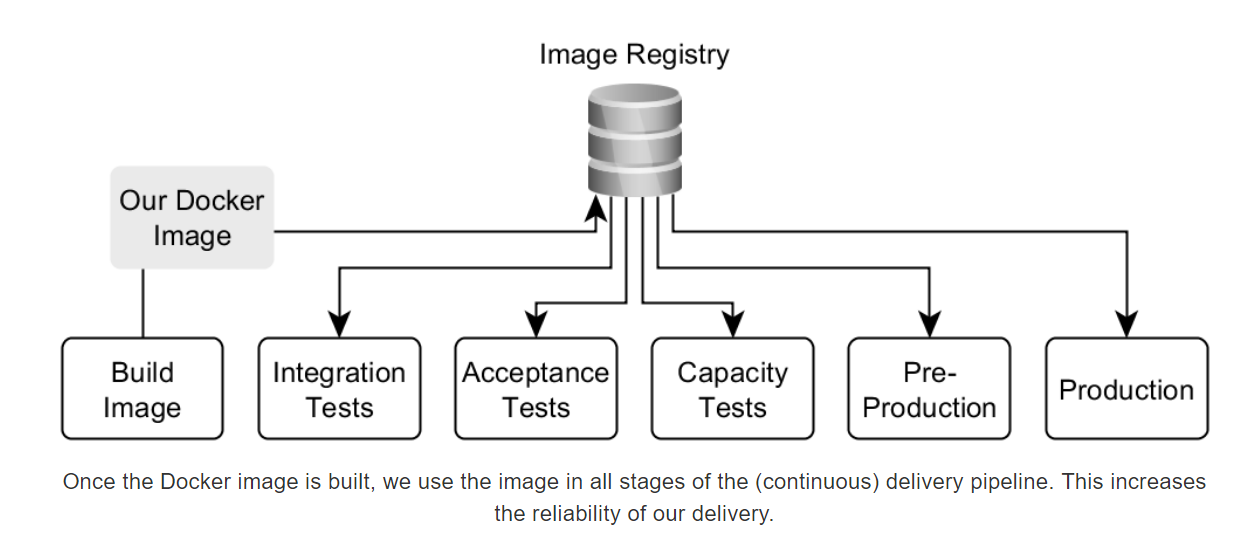 Image Registry
Our Docker
Image
Build
Image
Integration
Tests
Acceptance
Tests
Capacity
Tests
Pre-
Production
Production
Once the Docker image is built, we use the image in all stages of the (continuous) delivery pipeline. This increases
the reliability of our delivery.